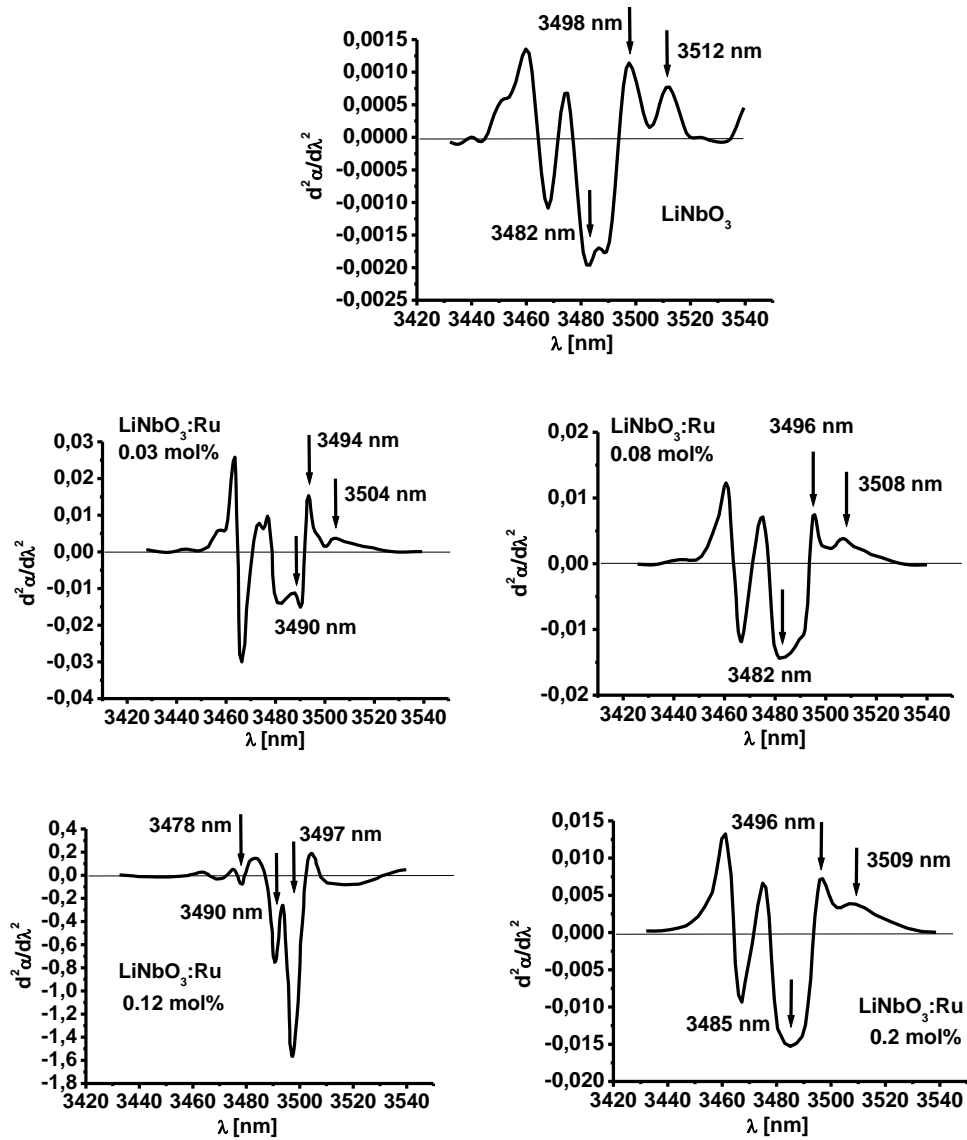 3498 nm
3512 nm
0,0015
0,0010
0,0005
0,0000
-0,0005
-0,0010
-0,0015
-0,0020
-0,0025
d²α/dλ²
3482 nm
LiNbO₃
3420 3440 3460 3480 3500 3520 3540
λ [nm]
LiNbO₃:Ru
0.03 mol%
3494 nm
3504 nm
0,03
0,02
0,01
0,00
-0,01
-0,02
-0,03
-0,04
d²α/dλ²
3490 nm
3420 3440 3460 3480 3500 3520 3540
λ [nm]
LiNbO₃:Ru
0.08 mol%
3496 nm
3508 nm
0,02
0,01
0,00
-0,01
-0,02
d²α/dλ²
3482 nm
3420 3440 3460 3480 3500 3520 3540
λ [nm]
3478 nm
3497 nm
0,4
0,2
0,0
-0,2
-0,4
-0,6
-0,8
-1,0
-1,2
-1,4
-1,6
-1,8
d²α/dλ²
3490 nm
LiNbO₃:Ru
0.12 mol%
3420 3440 3460 3480 3500 3520 3540
λ [nm]
3496 nm
3509 nm
0,015
0,010
0,005
0,000
-0,005
-0,010
-0,015
-0,020
d²α/dλ²
3485 nm
LiNbO₃:Ru
0.2 mol%
3420 3440 3460 3480 3500 3520 3540
λ [nm]